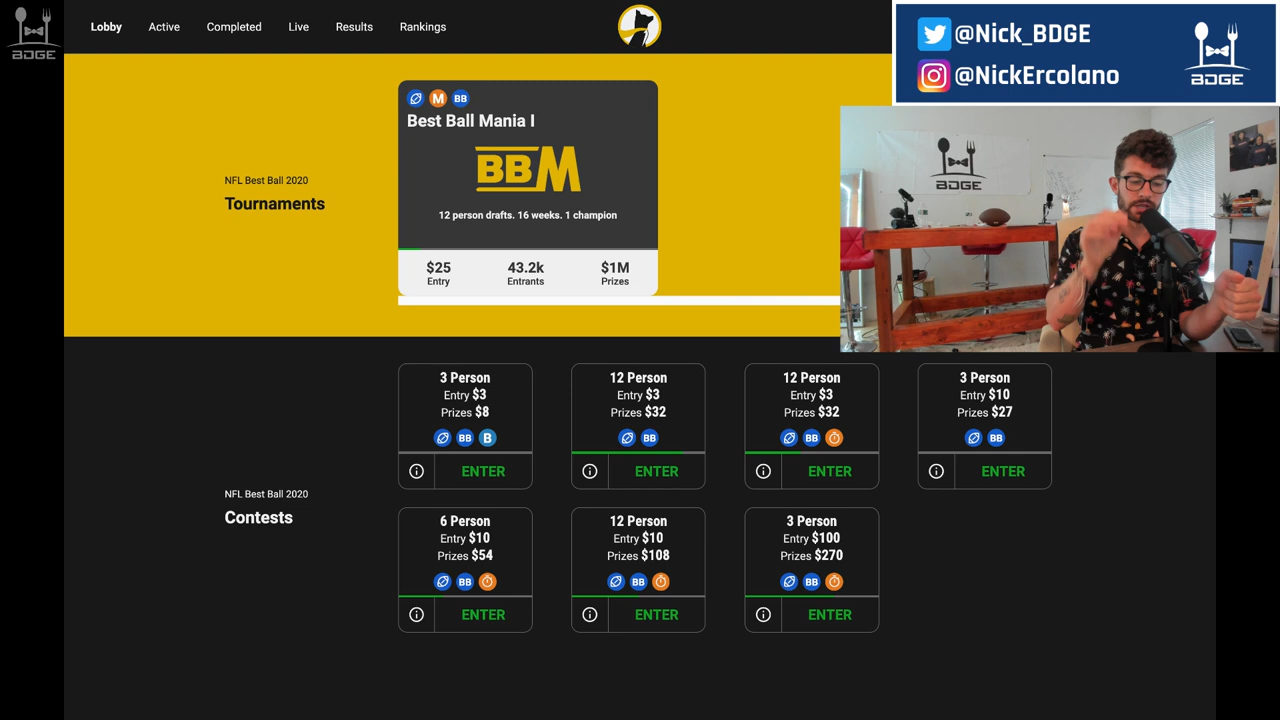 BDGE
Lobby
Active
Completed
Live
Results
Rankings
@Nick_BDGE
@NickErcolano
BDGE
M
BB
Best Ball Mania I
BBM
12 person drafts. 16 weeks. 1 champion
$25
Entry
43.2k
Entrants
$1M
Prizes
NFL Best Ball 2020
Tournaments
BDGE
3 Person
Entry $3
Prizes $8
BB
B
ENTER
12 Person
Entry $3
Prizes $32
BB
ENTER
12 Person
Entry $3
Prizes $32
BB
ENTER
3 Person
Entry $10
Prizes $27
BB
ENTER
NFL Best Ball 2020
Contests
6 Person
Entry $10
Prizes $54
BB
ENTER
12 Person
Entry $10
Prizes $108
BB
ENTER
3 Person
Entry $100
Prizes $270
BB
ENTER